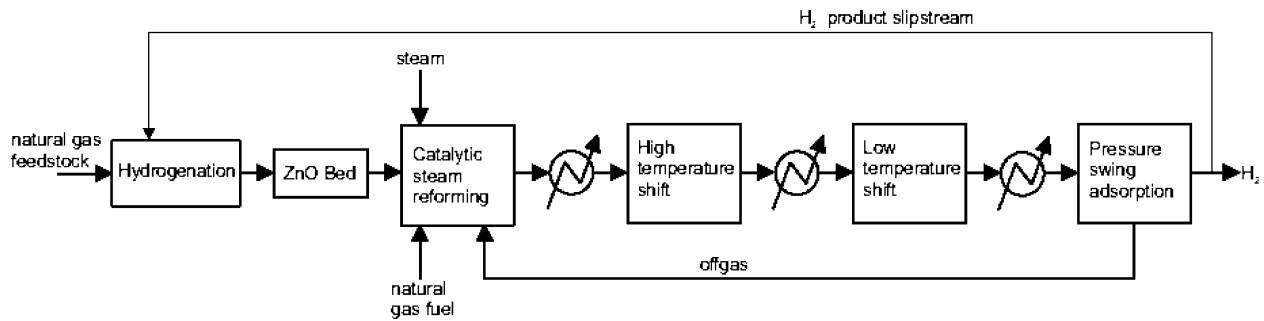 H2 product slipstream
steam
natural gas
feedstock
Hydrogenation
ZnO Bed
Catalytic
steam
reforming
High
temperature
shift
Low
temperature
shift
Pressure
swing
adsorption
H2
offgas
natural
gas fuel